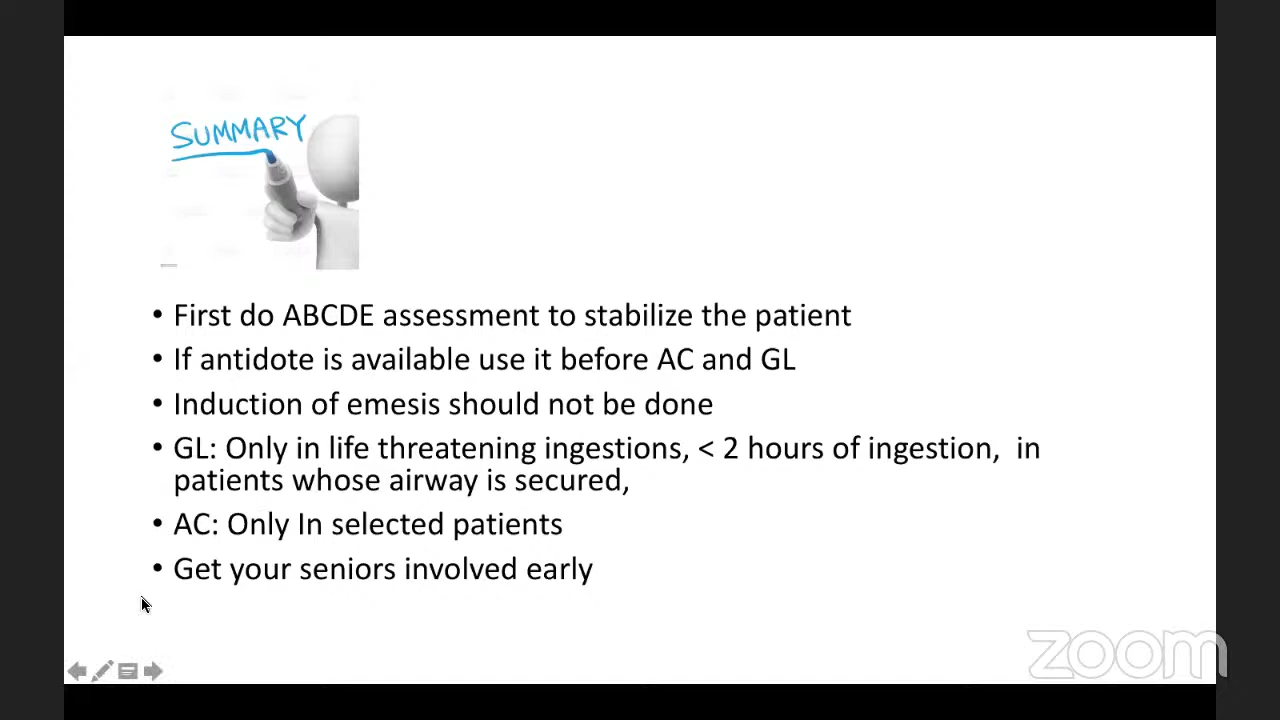 SUMMARY
• First do ABCDE assessment to stabilize the patient
• If antidote is available use it before AC and GL
• Induction of emesis should not be done
• GL: Only in life threatening ingestions, < 2 hours of ingestion,  in
patients whose airway is secured,
• AC: Only In selected patients
• Get your seniors involved early
zoom